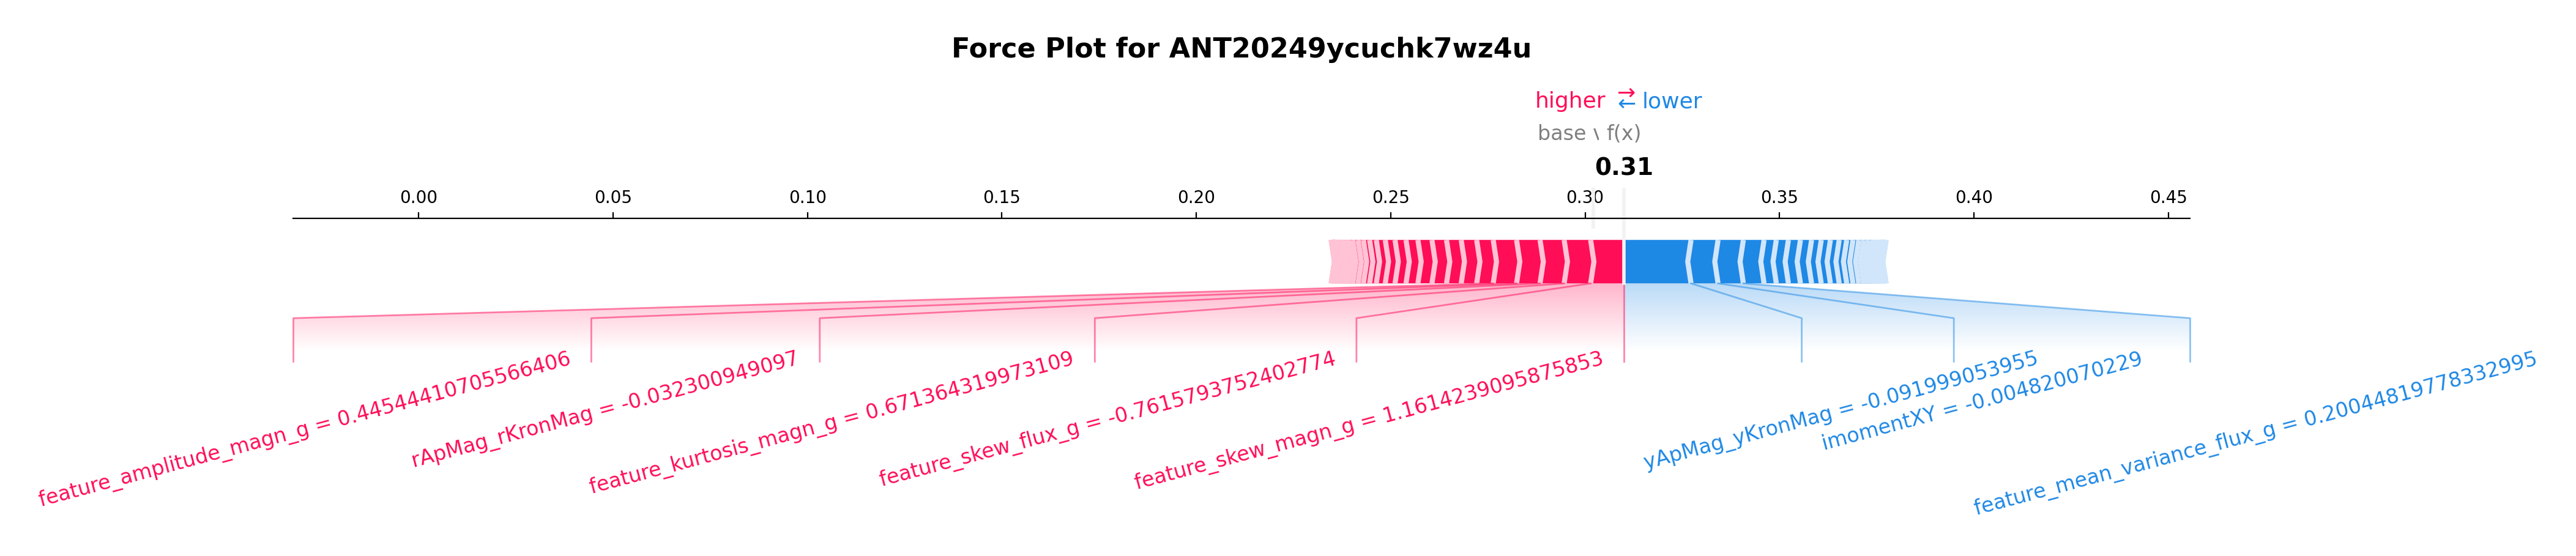 Force Plot for ANT20249ycuchk7wz4u
higher ⇄ lower
base \ f(x)
0.31
0.00 0.05 0.10 0.15 0.20 0.25 0.30 0.35 0.40 0.45
feature_amplitude_magn_g = 0.44544410705566406
rApMag_rKronMag = -0.032300949097
feature_kurtosis_magn_g = 0.671364319973109
feature_skew_flux_g = -0.7615793752402774
feature_skew_magn_g = 1.1614239095875853
yApMag_yKronMag = -0.091999053955
imomentXY = -0.004820070229
feature_mean_variance_flux_g = 0.20044819778332995